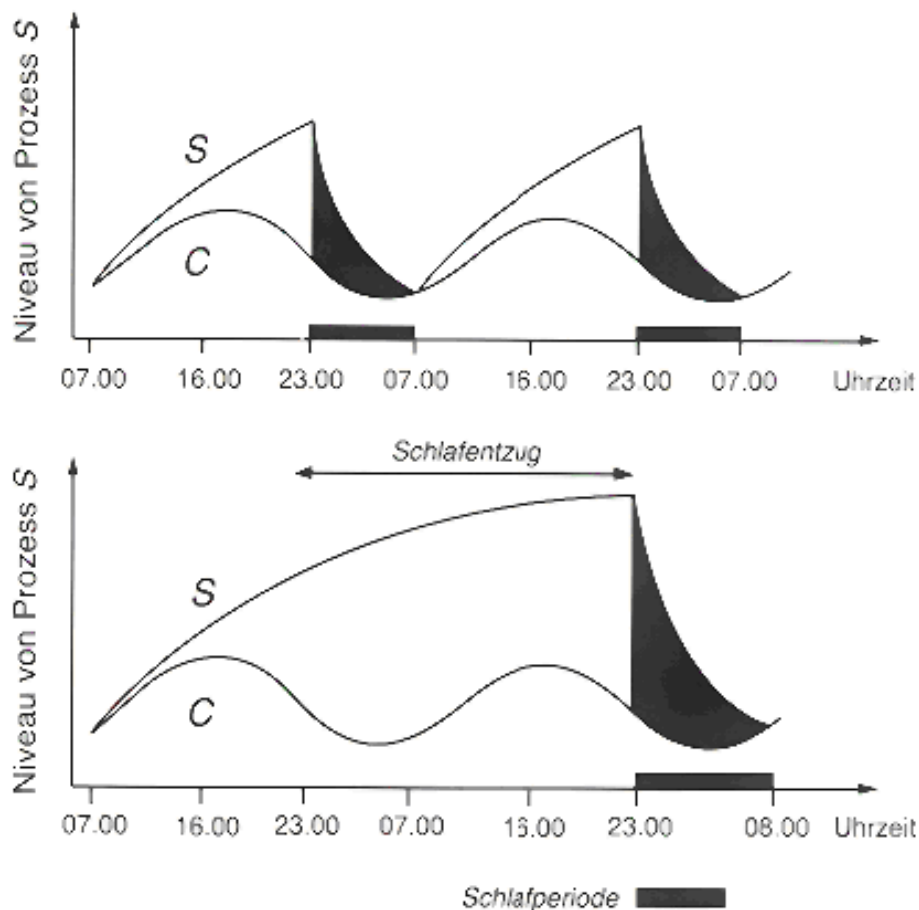 Niveau von Prozess S
S
C
07.00 16.00 23.00 07.00 16.00 23.00 07.00 Uhrzeit
Schlafentzug
Niveau von Prozess S
S
C
07.00 16.00 23.00 07.00 16.00 23.00 08.00 Uhrzeit
Schlafperiode